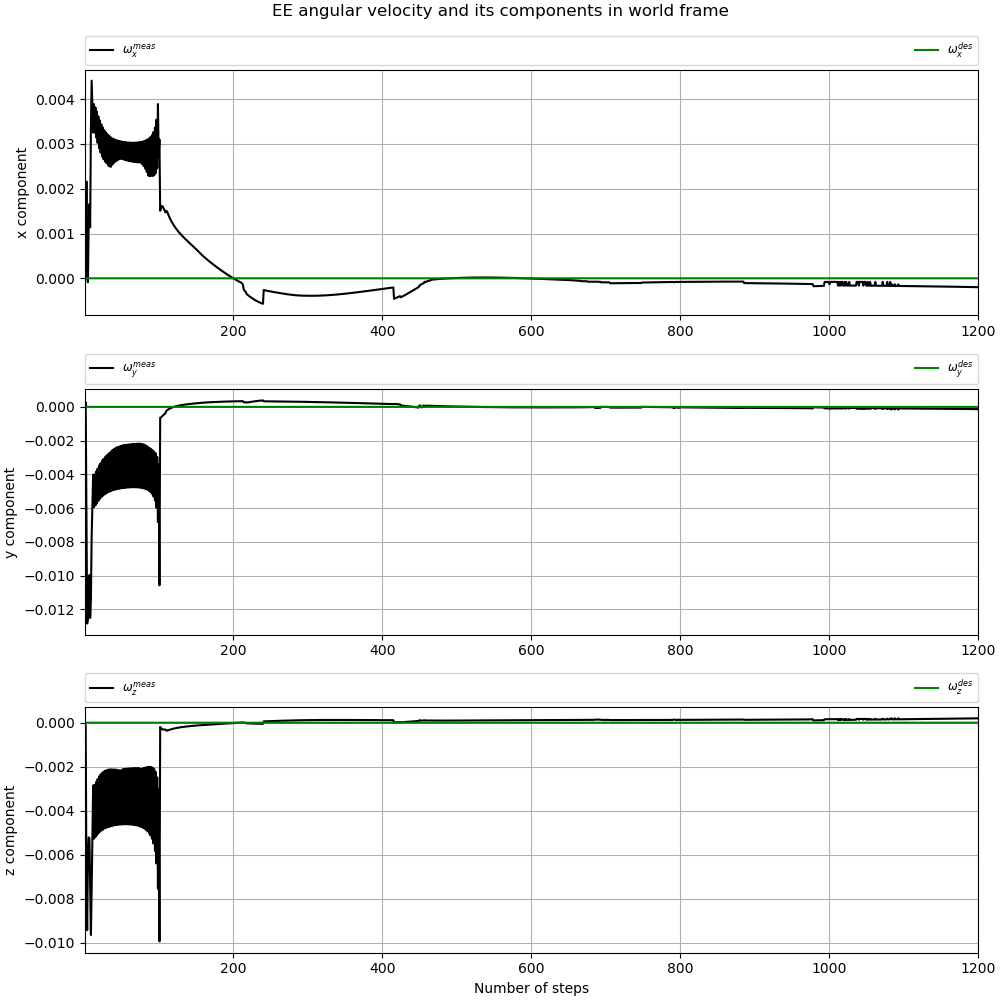 EE angular velocity and its components in world frame
ω_x^meas ω_x^des
0.004
0.003
0.002
0.001
0.000
x component
200 400 600 800 1000 1200
ω_y^meas ω_y^des
0.000
−0.002
−0.004
−0.006
−0.008
−0.010
−0.012
y component
200 400 600 800 1000 1200
ω_z^meas ω_z^des
0.000
−0.002
−0.004
−0.006
−0.008
−0.010
z component
200 400 600 800 1000 1200
Number of steps